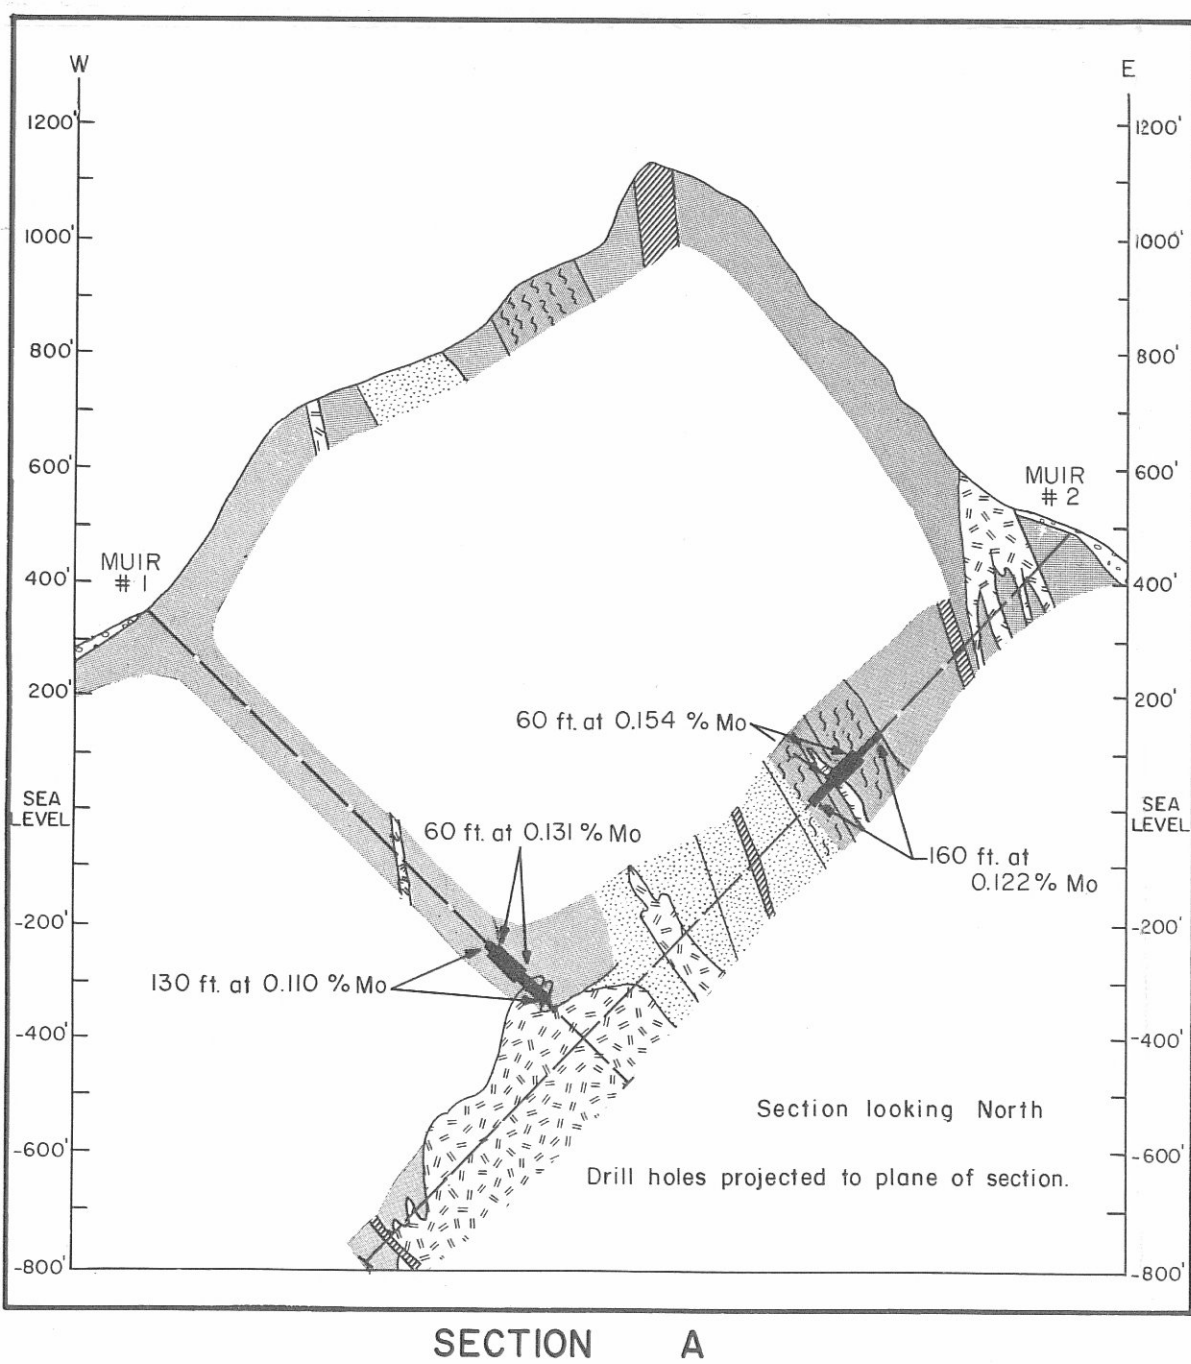 W
E
1200'
1200'
1000'
1000'
800'
800'
600'
600'
MUIR
# 2
MUIR
# 1
400'
400'
200'
200'
60 ft. at 0.154 % Mo
SEA
LEVEL
SEA
LEVEL
60 ft. at 0.131 % Mo
160 ft. at
0.122% Mo
-200'
-200'
130 ft. at 0.110 % Mo
-400'
-400'
Section looking North
-600'
-600'
Drill holes projected to plane of section.
-800'
-800'
SECTION A